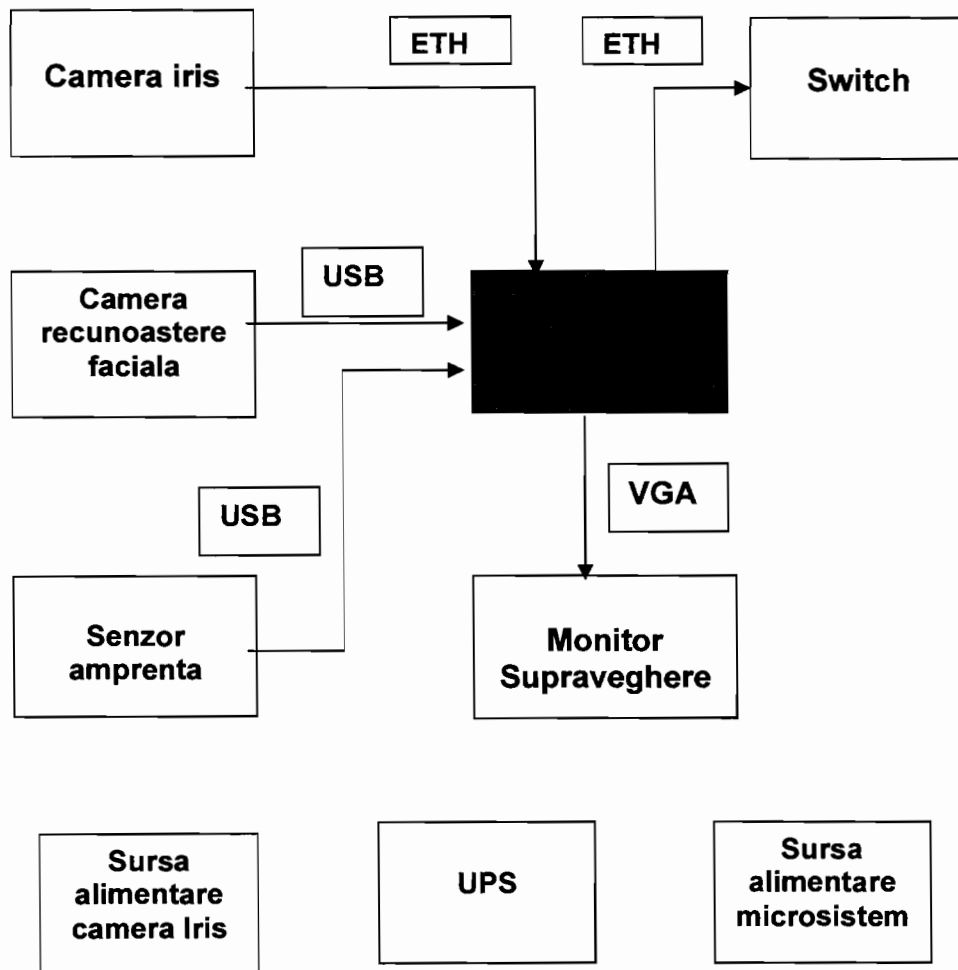 ETH
ETH
Camera iris
Switch
USB
Camera
recunoastere
faciala
VGA
USB
Senzor
amprenta
Monitor
Supraveghere
Sursa
alimentare
camera Iris
UPS
Sursa
alimentare
microsistem